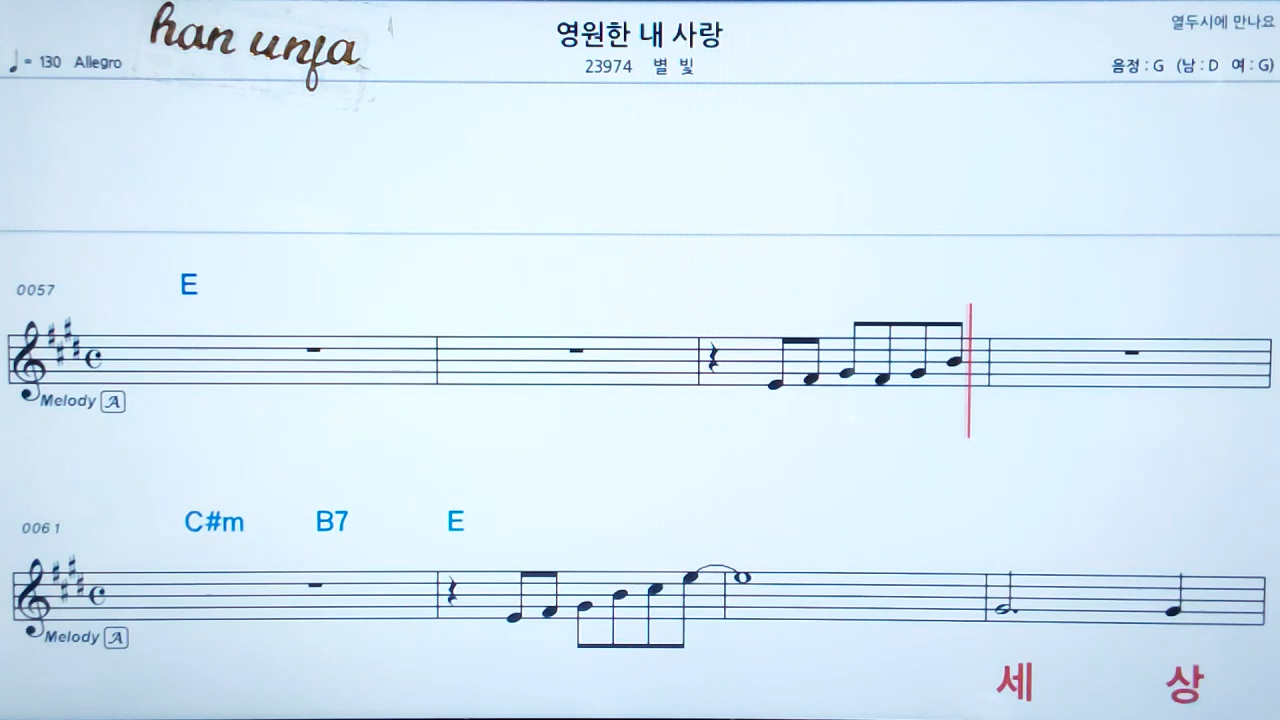 han unja
영원한 내 사랑
열두시에 만나요
♩= 130 Allegro
23974 별 빛
음정 : G (남 : D 여 : G)
E
0057
Melody A
C#m B7 E
0061
Melody A
세 상